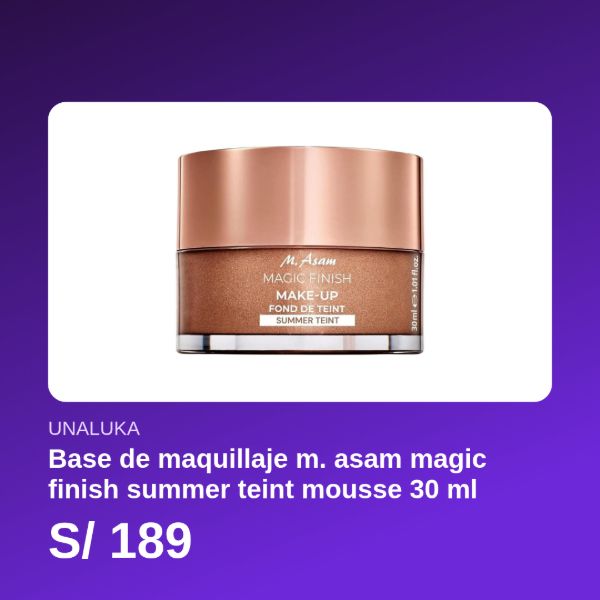 M. Asam
MAGIC FINISH
MAKE-UP
FOND DE TEINT
SUMMER TEINT
30 ml ℮ 1.01 fl.oz.
UNALUKA
Base de maquillaje m. asam magic
finish summer teint mousse 30 ml
S/ 189